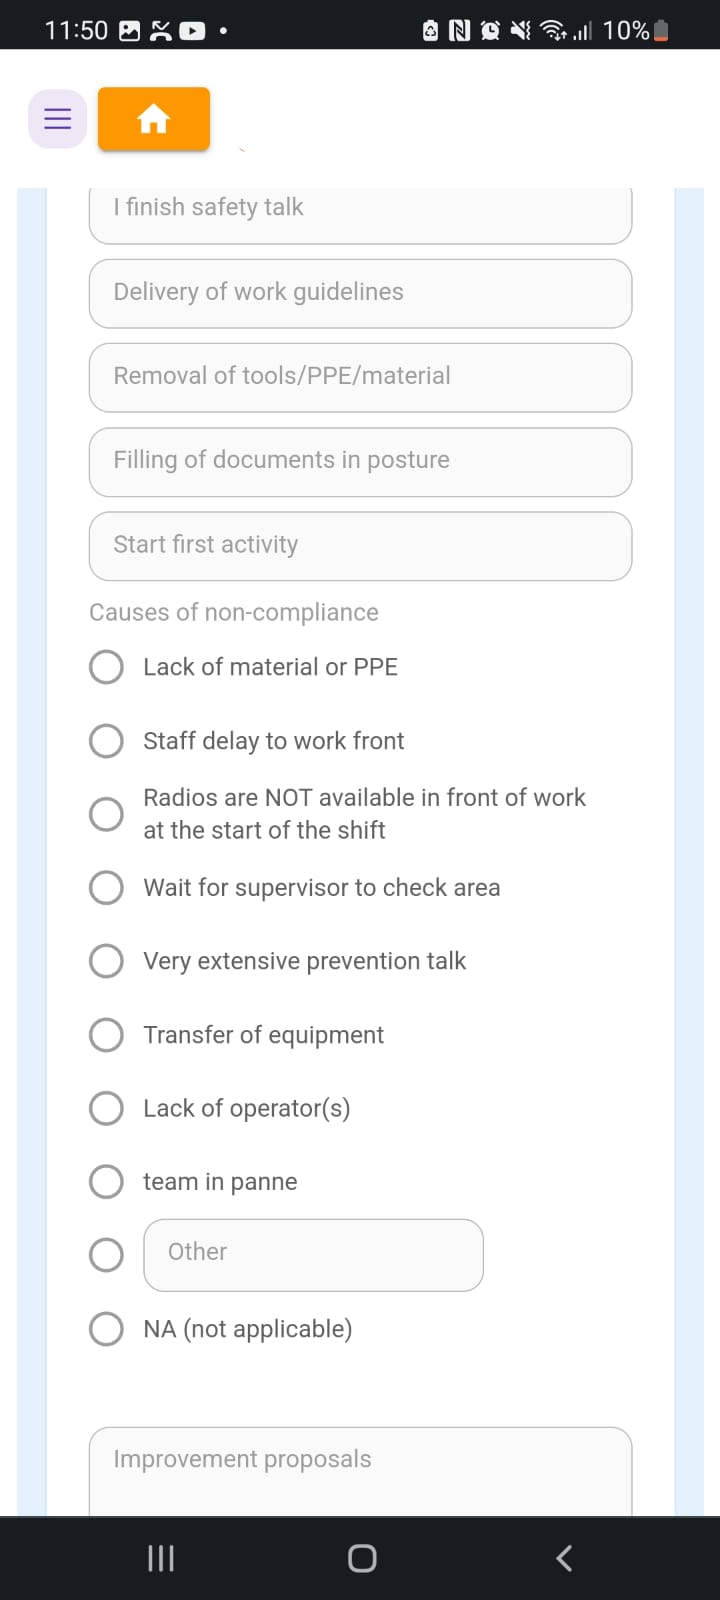 11:50
10%
I finish safety talk
Delivery of work guidelines
Removal of tools/PPE/material
Filling of documents in posture
Start first activity
Causes of non-compliance
Lack of material or PPE
Staff delay to work front
Radios are NOT available in front of work
at the start of the shift
Wait for supervisor to check area
Very extensive prevention talk
Transfer of equipment
Lack of operator(s)
team in panne
Other
NA (not applicable)
Improvement proposals